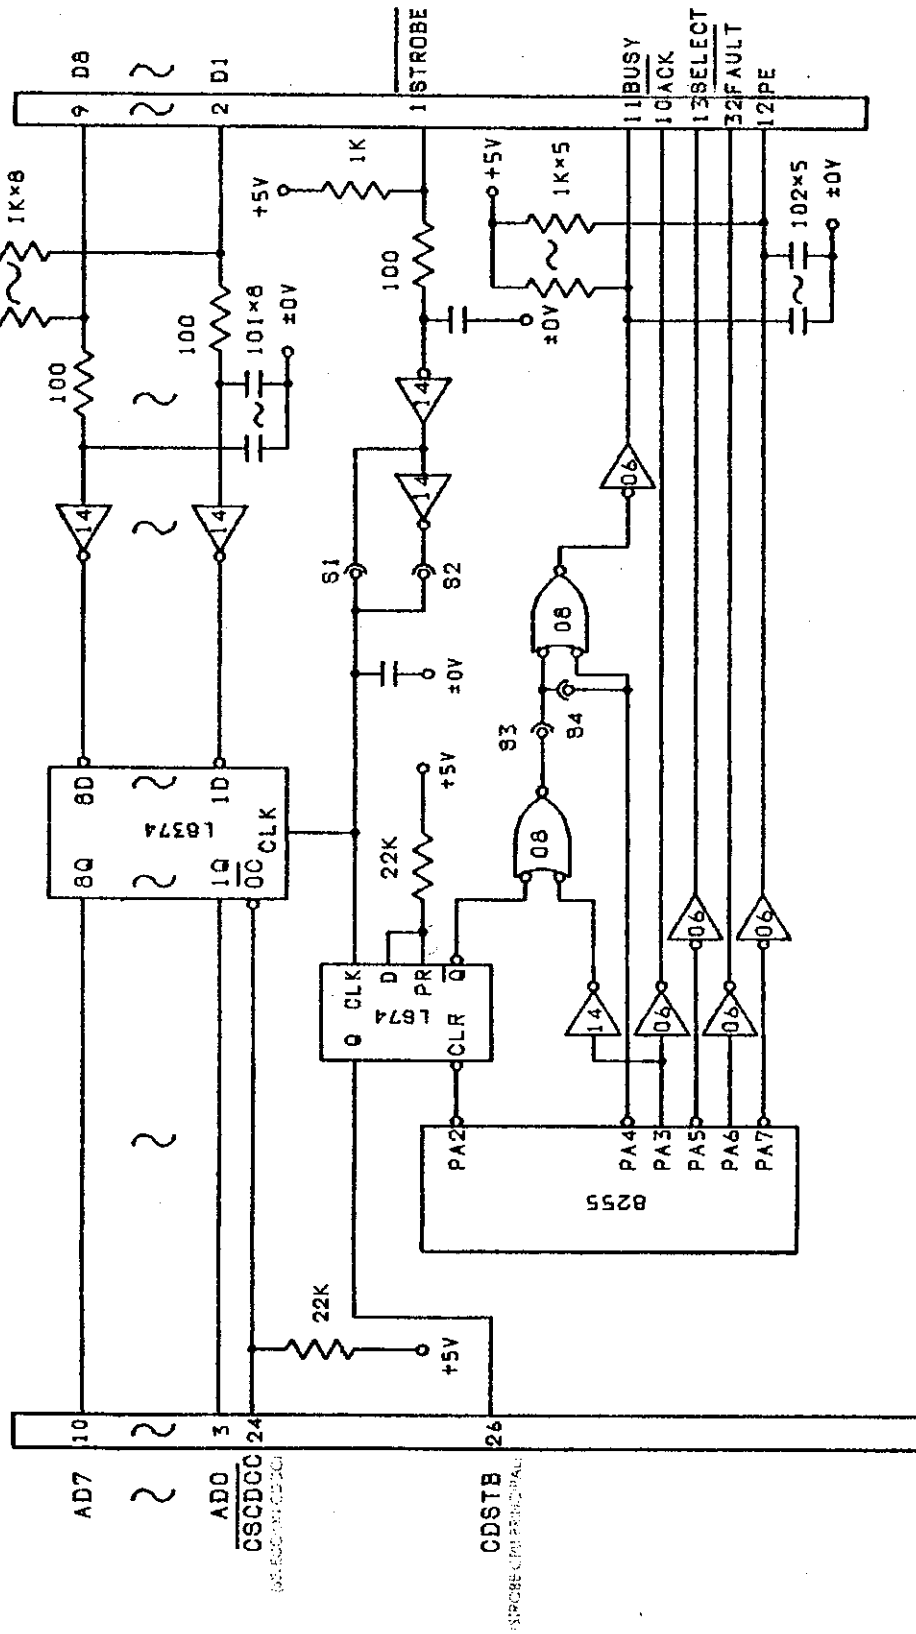 9 D8
2 D1
1 STROBE
11 BUSY
10 ACK
13 SELECT
32 FAULT
12 PE
1K×8
100
100
101×8
±0V
+5V
1K
100
±0V
+5V
1K×5
102×5
±0V
14
14
14
14
S1
S2
±0V
06
08
S3
S4
8D
1D
8Q
1Q
OC
CLK
LS374
+5V
22K
CLK
D
PR
Q
Q
CLR
LS74
08
14
06
06
06
06
PA2
PA4
PA3
PA5
PA6
PA7
8255
22K
+5V
10
3
24
26
AD7
AD0
CSCDCC
CDSTB